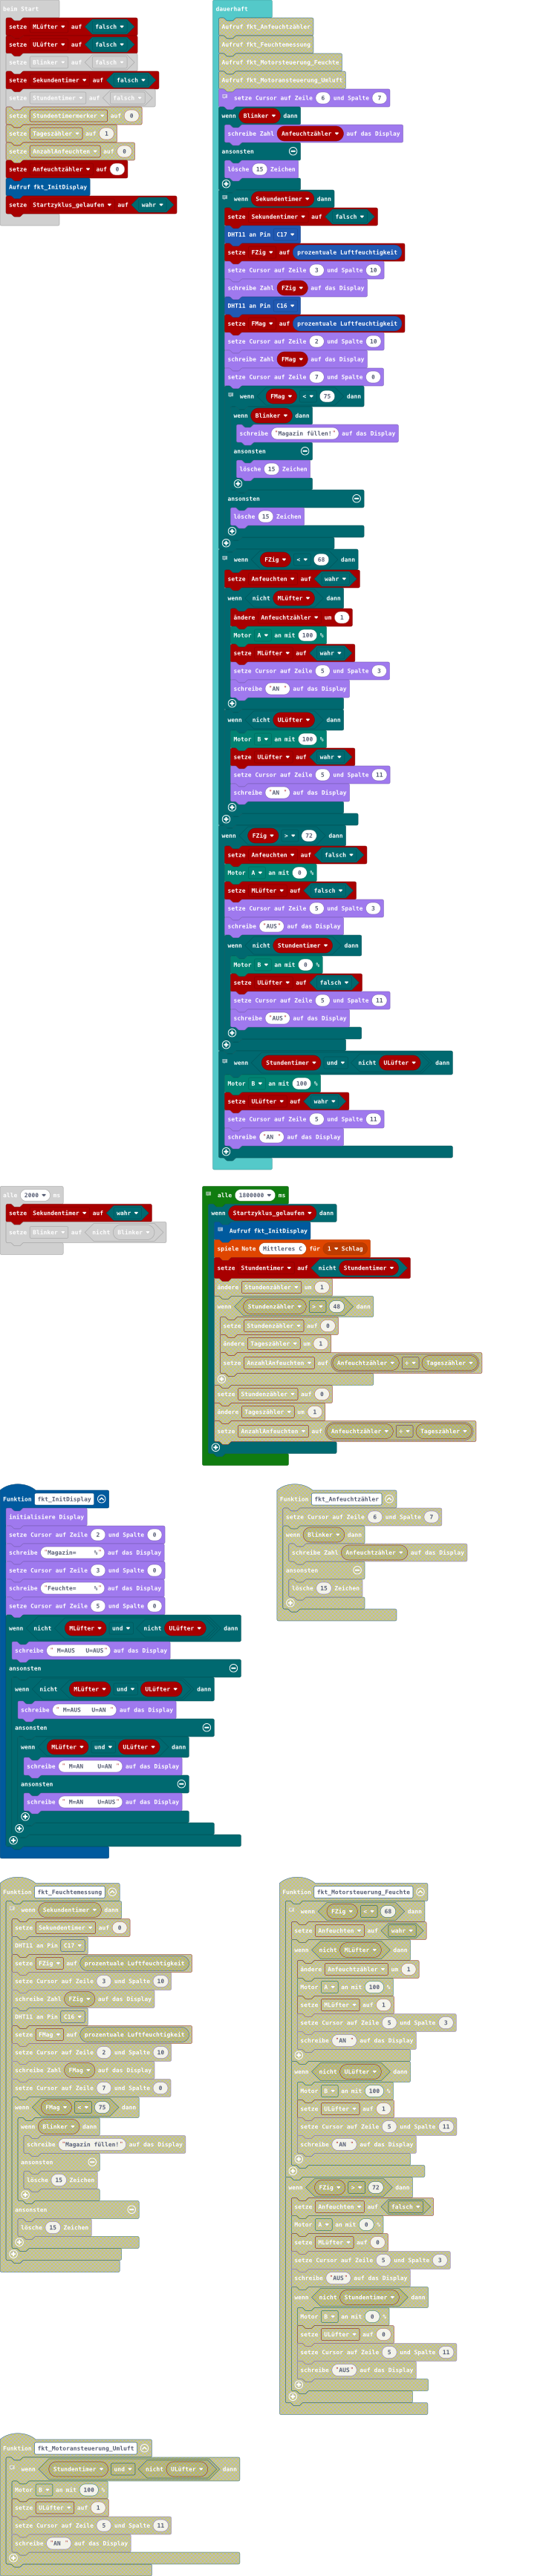 beim Start
setze MLüfter auf falsch
setze ULüfter auf falsch
setze Blinker auf falsch
setze Sekundentimer auf falsch
setze Stundentimer auf falsch
setze Stundentimermerker auf 0
setze Tageszähler auf 1
setze AnzahlAnfeuchten auf 0
setze Anfeuchtzähler auf 0
Aufruf fkt_InitDisplay
setze Startzyklus_gelaufen auf wahr
dauerhaft
Aufruf fkt_Anfeuchtzähler
Aufruf fkt_Feuchtemessung
Aufruf fkt_Motorsteuerung_Feuchte
Aufruf fkt_Motoransteuerung_Umluft
setze Cursor auf Zeile 6 und Spalte 7
wenn Blinker dann
schreibe Zahl Anfeuchtzähler auf das Display
ansonsten
lösche 15 Zeichen
wenn Sekundentimer dann
setze Sekundentimer auf falsch
DHT11 an Pin C17
setze FZig auf prozentuale Luftfeuchtigkeit
setze Cursor auf Zeile 3 und Spalte 10
schreibe Zahl FZig auf das Display
DHT11 an Pin C16
setze FMag auf prozentuale Luftfeuchtigkeit
setze Cursor auf Zeile 2 und Spalte 10
schreibe Zahl FMag auf das Display
setze Cursor auf Zeile 7 und Spalte 0
wenn FMag < 75 dann
wenn Blinker dann
schreibe "Magazin füllen!" auf das Display
ansonsten
lösche 15 Zeichen
ansonsten
lösche 15 Zeichen
wenn FZig < 68 dann
setze Anfeuchten auf wahr
wenn nicht MLüfter dann
ändere Anfeuchtzähler um 1
Motor A an mit 100 %
setze MLüfter auf wahr
setze Cursor auf Zeile 5 und Spalte 3
schreibe "AN " auf das Display
wenn nicht ULüfter dann
Motor B an mit 100 %
setze ULüfter auf wahr
setze Cursor auf Zeile 5 und Spalte 11
schreibe "AN " auf das Display
wenn FZig > 72 dann
setze Anfeuchten auf falsch
Motor A an mit 0 %
setze MLüfter auf falsch
setze Cursor auf Zeile 5 und Spalte 3
schreibe "AUS" auf das Display
wenn nicht Stundentimer dann
Motor B an mit 0 %
setze ULüfter auf falsch
setze Cursor auf Zeile 5 und Spalte 11
schreibe "AUS" auf das Display
wenn Stundentimer und nicht ULüfter dann
Motor B an mit 100 %
setze ULüfter auf wahr
setze Cursor auf Zeile 5 und Spalte 11
schreibe "AN " auf das Display
alle 2000 ms
setze Sekundentimer auf wahr
setze Blinker auf nicht Blinker
alle 1800000 ms
wenn Startzyklus_gelaufen dann
Aufruf fkt_InitDisplay
spiele Note Mittleres C für 1 Schlag
setze Stundentimer auf nicht Stundentimer
ändere Stundenzähler um 1
wenn Stundenzähler = 48 dann
setze Stundenzähler auf 0
ändere Tageszähler um 1
setze AnzahlAnfeuchten auf Anfeuchtzähler ÷ Tageszähler
setze Stundenzähler auf 0
ändere Tageszähler um 1
setze AnzahlAnfeuchten auf Anfeuchtzähler ÷ Tageszähler
Funktion fkt_InitDisplay
initialisiere Display
setze Cursor auf Zeile 2 und Spalte 0
schreibe "Magazin=     %" auf das Display
setze Cursor auf Zeile 3 und Spalte 0
schreibe "Feuchte=     %" auf das Display
setze Cursor auf Zeile 5 und Spalte 0
wenn nicht MLüfter und nicht ULüfter dann
schreibe " M=AUS   U=AUS" auf das Display
ansonsten
wenn nicht MLüfter und ULüfter dann
schreibe " M=AUS   U=AN " auf das Display
ansonsten
wenn MLüfter und ULüfter dann
schreibe " M=AN    U=AN " auf das Display
ansonsten
schreibe " M=AN    U=AUS" auf das Display
Funktion fkt_Anfeuchtzähler
setze Cursor auf Zeile 6 und Spalte 7
wenn Blinker dann
schreibe Zahl Anfeuchtzähler auf das Display
ansonsten
lösche 15 Zeichen
Funktion fkt_Feuchtemessung
wenn Sekundentimer dann
setze Sekundentimer auf 0
DHT11 an Pin C17
setze FZig auf prozentuale Luftfeuchtigkeit
setze Cursor auf Zeile 3 und Spalte 10
schreibe Zahl FZig auf das Display
DHT11 an Pin C16
setze FMag auf prozentuale Luftfeuchtigkeit
setze Cursor auf Zeile 2 und Spalte 10
schreibe Zahl FMag auf das Display
setze Cursor auf Zeile 7 und Spalte 0
wenn FMag < 75 dann
wenn Blinker dann
schreibe "Magazin füllen!" auf das Display
ansonsten
lösche 15 Zeichen
ansonsten
lösche 15 Zeichen
Funktion fkt_Motorsteuerung_Feuchte
wenn FZig < 68 dann
setze Anfeuchten auf wahr
wenn nicht MLüfter dann
ändere Anfeuchtzähler um 1
Motor A an mit 100 %
setze MLüfter auf 1
setze Cursor auf Zeile 5 und Spalte 3
schreibe "AN " auf das Display
wenn nicht ULüfter dann
Motor B an mit 100 %
setze ULüfter auf 1
setze Cursor auf Zeile 5 und Spalte 11
schreibe "AN " auf das Display
wenn FZig > 72 dann
setze Anfeuchten auf falsch
Motor A an mit 0 %
setze MLüfter auf 0
setze Cursor auf Zeile 5 und Spalte 3
schreibe "AUS" auf das Display
wenn nicht Stundentimer dann
Motor B an mit 0 %
setze ULüfter auf 0
setze Cursor auf Zeile 5 und Spalte 11
schreibe "AUS" auf das Display
Funktion fkt_Motoransteuerung_Umluft
wenn Stundentimer und nicht ULüfter dann
Motor B an mit 100 %
setze ULüfter auf 1
setze Cursor auf Zeile 5 und Spalte 11
schreibe "AN " auf das Display